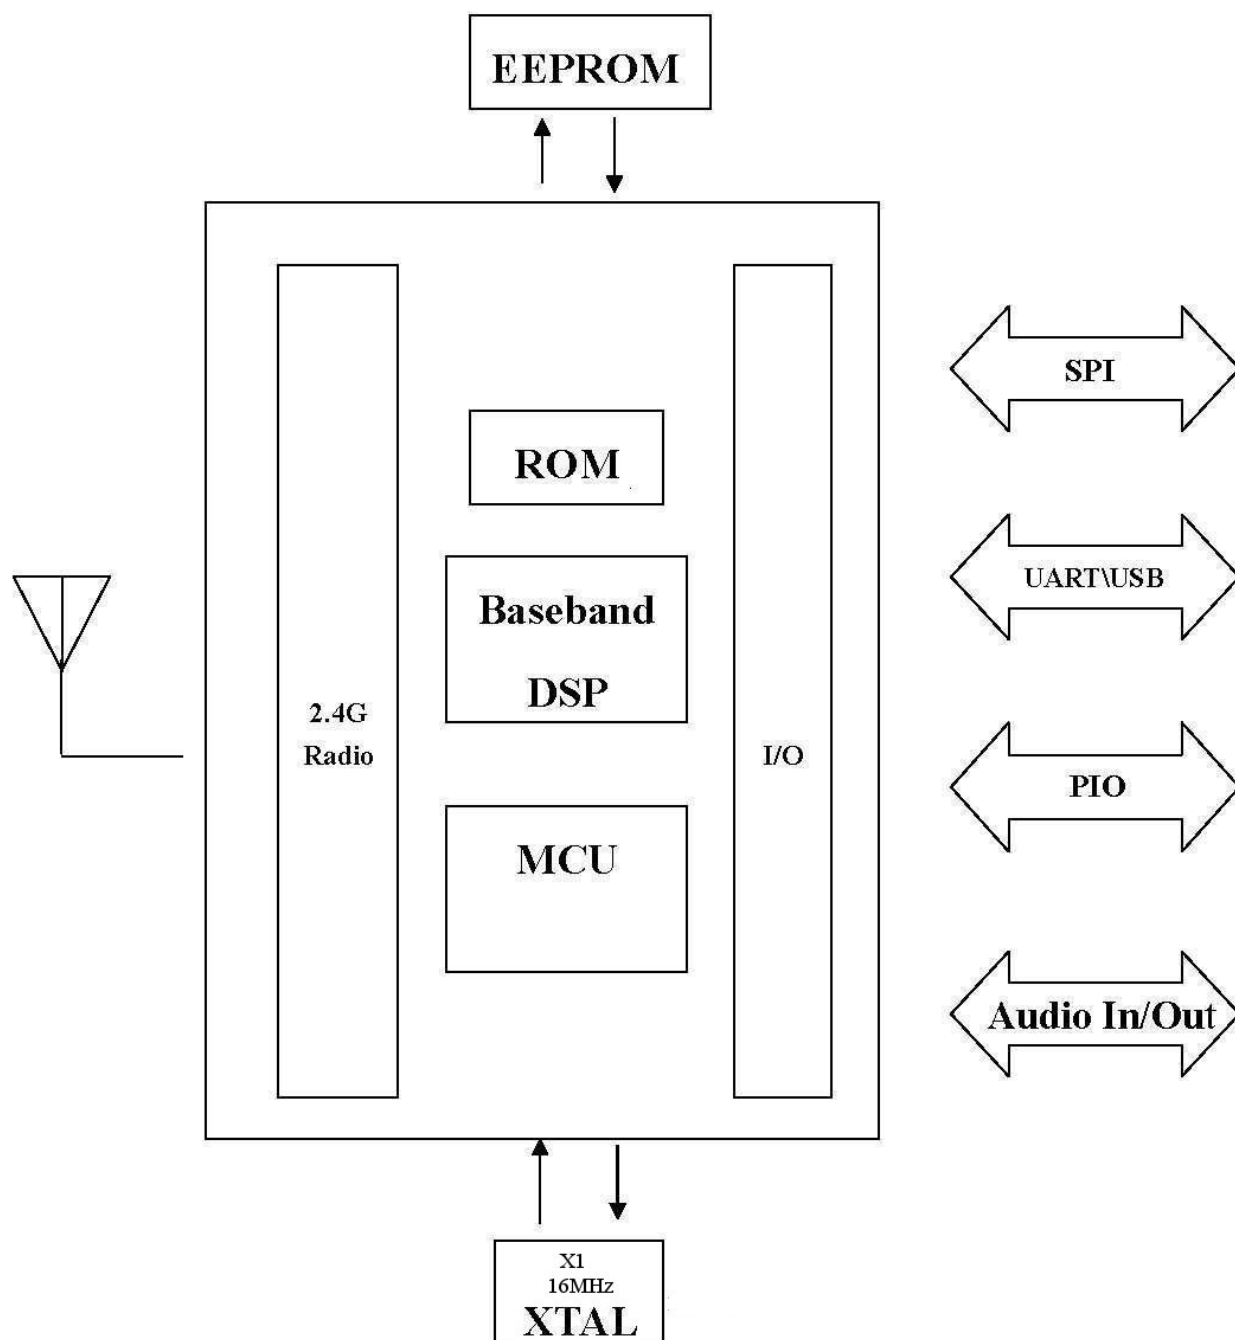 EEPROM
SPI
ROM
UART\USB
Baseband
DSP
2.4G
Radio
I/O
PIO
MCU
Audio In/Out
X1
16MHz
XTAL